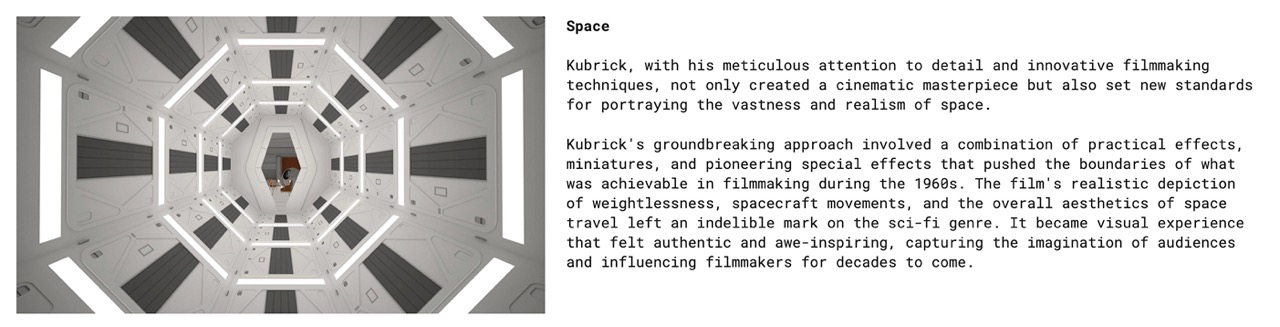 Space
Kubrick, with his meticulous attention to detail and innovative filmmaking
techniques, not only created a cinematic masterpiece but also set new standards
for portraying the vastness and realism of space.
Kubrick's groundbreaking approach involved a combination of practical effects,
miniatures, and pioneering special effects that pushed the boundaries of what
was achievable in filmmaking during the 1960s. The film's realistic depiction
of weightlessness, spacecraft movements, and the overall aesthetics of space
travel left an indelible mark on the sci-fi genre. It became visual experience
that felt authentic and awe-inspiring, capturing the imagination of audiences
and influencing filmmakers for decades to come.